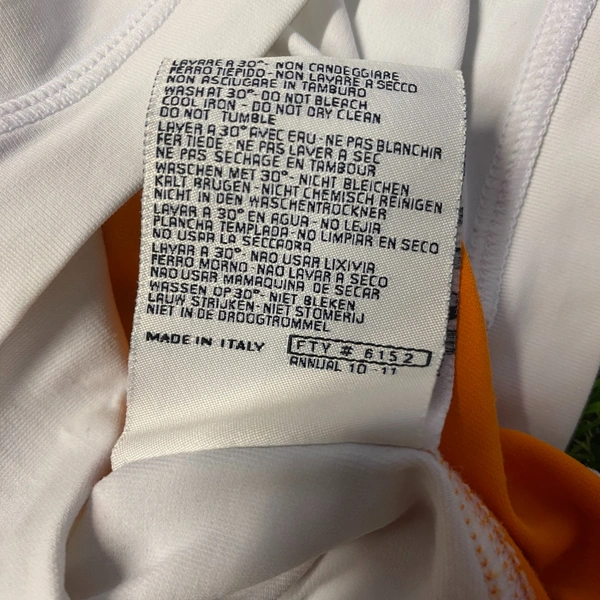 LAVARE A 30°- NON CANDEGGIARE
FERRO TIEPIDO - NON LAVARE A SECCO
NON ASCIUGARE IN TAMBURO
WASH AT 30°- DO NOT BLEACH
COOL IRON - DO NOT DRY CLEAN
DO NOT TUMBLE
LAVER A 30° AVEC EAU - NE PAS BLANCHIR
FER TIEDE - NE PAS LAVER A SEC
NE PAS SECHAGE EN TAMBOUR
WASCHEN MET 30°- NICHT BLEICHEN
KALT BRUGEN - NICHT CHEMISCH REINIGEN
NICHT IN DEN WASCHENTROCKNER
LAVAR A 30° EN AGUA - NO LEJIA
PLANCHA TEMPLADA - NO LIMPIAR EN SECO
NO USAR LA SECCADRA
LAVAR A 30°- NAO USAR LIXIVIA
FERRO MORNO - NAO LAVAR A SECO
NAO USAR MAMAQUINA DE SECAR
WASSEN OP 30°- NIET BLEKEN
LAUW STRIJKEN - NIET STOMERIJ
NIET IN DE DROOGTROMMEL
MADE IN ITALY
FTY # 6152
ANNUAL 10 - 11